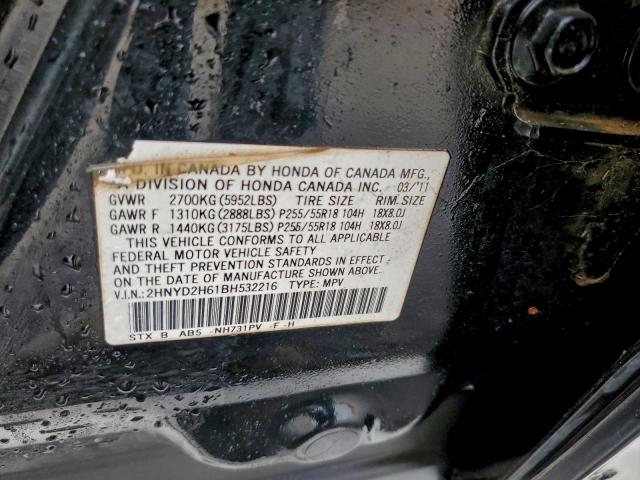 D. IN CANADA BY HONDA OF CANADA MFG.,
A DIVISION OF HONDA CANADA INC. 03/'11
GVWR 2700KG(5952LBS) TIRE SIZE RIM SIZE
GAWR F 1310KG(2888LBS) P255/55R18 104H 18X8.0J
GAWR R 1440KG(3175LBS) P255/55R18 104H 18X8.0J
THIS VEHICLE CONFORMS TO ALL APPLICABLE
FEDERAL MOTOR VEHICLE SAFETY
AND THEFT PREVENTION STANDARDS IN EFFECT
ON THE DATE OF MANUFACTURE SHOWN ABOVE.
V.I.N.: 2HNYD2H61BH532216 TYPE: MPV
STX B AB5 -NH731PV -F -H